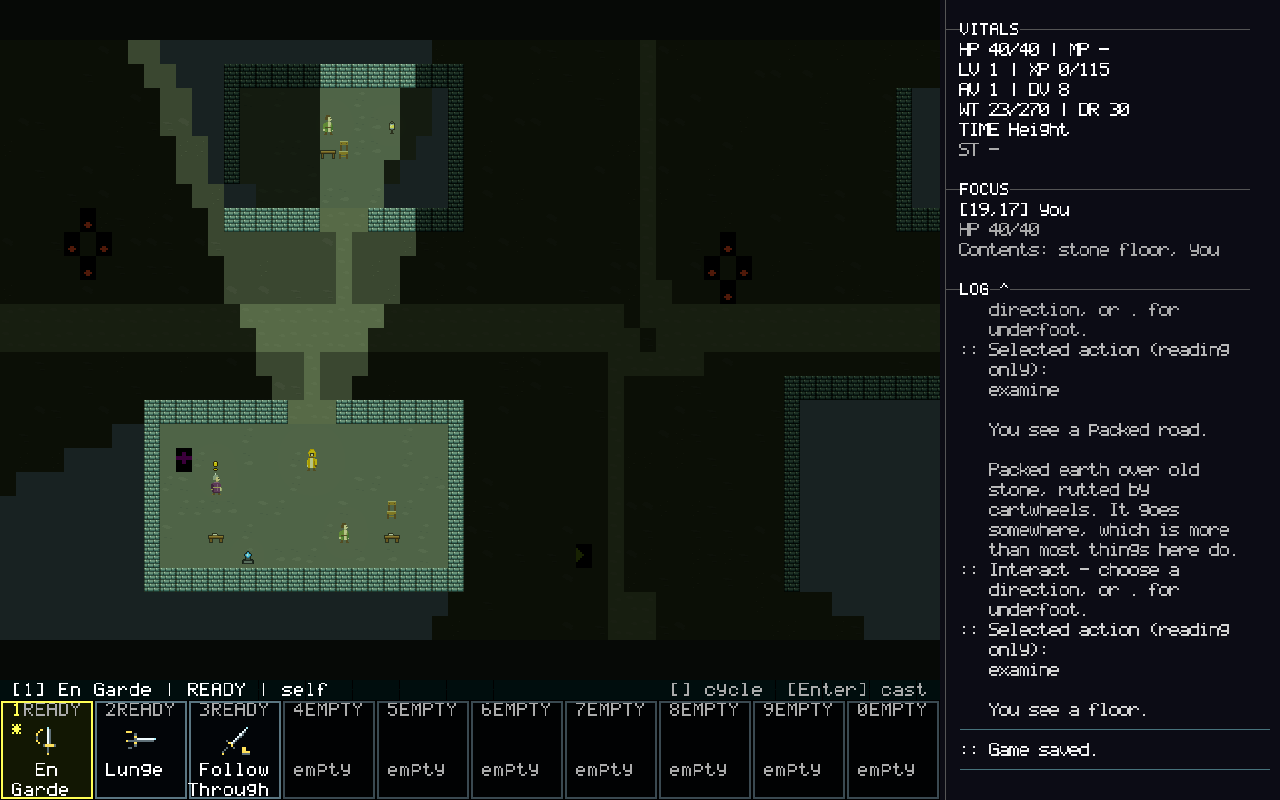 VITALS
HP 40/40 | MP -
LV 1 | XP 0/115
AV 1 | DV 8
WT 23/270 | DR 30
TIME Height
ST -
FOCUS
[19,17] You
HP 40/40
Contents: stone floor, You
LOG ^
direction, or . for
underfoot.
:: Selected action (reading
only):
examine
You see a Packed road.
Packed earth over old
stone, rutted by
cartwheels. It goes
somewhere, which is more
than most things here do.
:: Interact - choose a
direction, or . for
underfoot.
:: Selected action (reading
only):
examine
You see a floor.
:: Game saved.
[1] En Garde | READY | self
[] cycle [Enter] cast
1READY 2READY 3READY 4EMPTY 5EMPTY 6EMPTY 7EMPTY 8EMPTY 9EMPTY 0EMPTY
*
En Lunge Follow empty empty empty empty empty empty empty
Garde Through